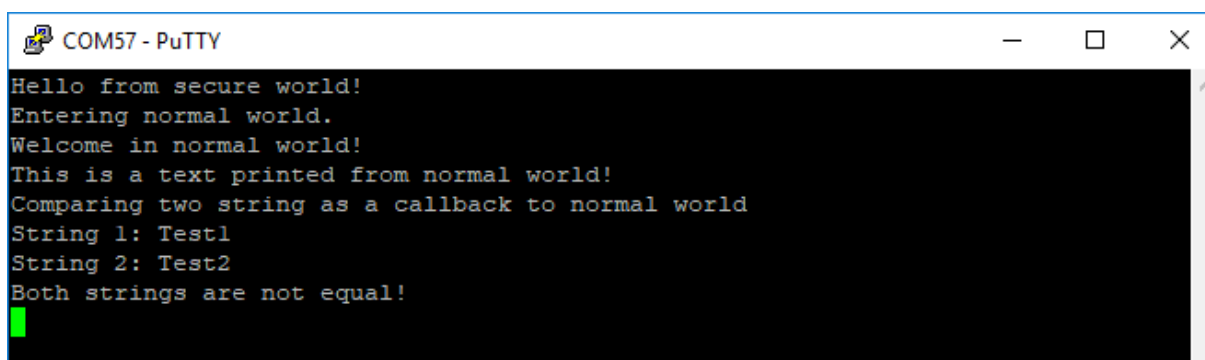 COM57 - PuTTY
Hello from secure world!
Entering normal world.
Welcome in normal world!
This is a text printed from normal world!
Comparing two string as a callback to normal world
String 1: Test1
String 2: Test2
Both strings are not equal!